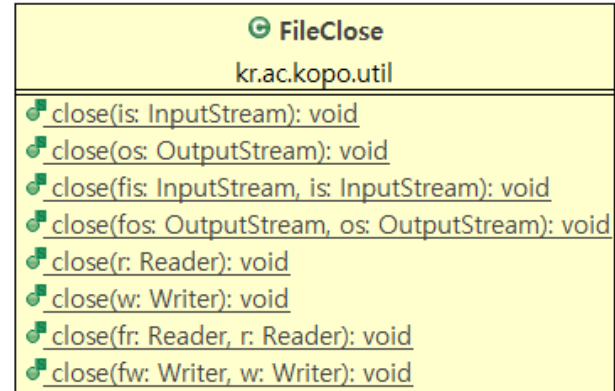 FileClose
kr.ac.kopo.util
close(is: InputStream): void
close(os: OutputStream): void
close(fis: InputStream, is: InputStream): void
close(fos: OutputStream, os: OutputStream): void
close(r: Reader): void
close(w: Writer): void
close(fr: Reader, r: Reader): void
close(fw: Writer, w: Writer): void